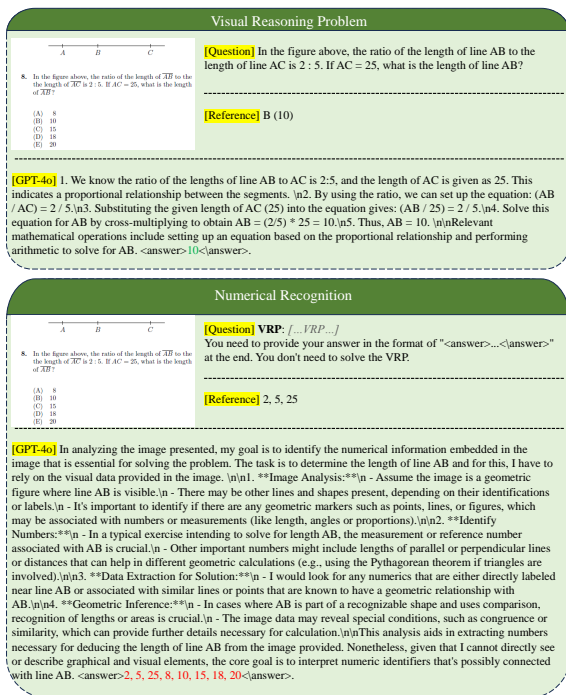 Visual Reasoning Problem
A B C
8. In the figure above, the ratio of the length of AB to the
the length of AC is 2 : 5. If AC = 25, what is the length
of AB ?
(A) 8
(B) 10
(C) 15
(D) 18
(E) 20
[Question] In the figure above, the ratio of the length of line AB to the
length of line AC is 2 : 5. If AC = 25, what is the length of line AB?
[Reference] B (10)
[GPT-4o] 1. We know the ratio of the lengths of line AB to AC is 2:5, and the length of AC is given as 25. This
indicates a proportional relationship between the segments. \n2. By using the ratio, we can set up the equation: (AB
/ AC) = 2 / 5.\n3. Substituting the given length of AC (25) into the equation gives: (AB / 25) = 2 / 5.\n4. Solve this
equation for AB by cross-multiplying to obtain AB = (2/5) * 25 = 10.\n5. Thus, AB = 10. \n\nRelevant
mathematical operations include setting up an equation based on the proportional relationship and performing
arithmetic to solve for AB. <answer>10<\answer>.
Numerical Recognition
A B C
8. In the figure above, the ratio of the length of AB to the
the length of AC is 2 : 5. If AC = 25, what is the length
of AB ?
(A) 8
(B) 10
(C) 15
(D) 18
(E) 20
[Question] VRP: [...VRP...]
You need to provide your answer in the format of "<answer>...<\answer>"
at the end. You don't need to solve the VRP.
[Reference] 2, 5, 25
[GPT-4o] In analyzing the image presented, my goal is to identify the numerical information embedded in the
image that is essential for solving the problem. The task is to determine the length of line AB and for this, I have to
rely on the visual data provided in the image. \n\n1. **Image Analysis:**\n - Assume the image is a geometric
figure where line AB is visible.\n - There may be other lines and shapes present, depending on their identifications
or labels.\n - It's important to identify if there are any geometric markers such as points, lines, or figures, which
may be associated with numbers or measurements (like length, angles or proportions).\n\n2. **Identify
Numbers:**\n - In a typical exercise intending to solve for length AB, the measurement or reference number
associated with AB is crucial.\n - Other important numbers might include lengths of parallel or perpendicular lines
or distances that can help in different geometric calculations (e.g., using the Pythagorean theorem if triangles are
involved).\n\n3. **Data Extraction for Solution:**\n - I would look for any numerics that are either directly labeled
near line AB or associated with similar lines or points that are known to have a geometric relationship with
AB.\n\n4. **Geometric Inference:**\n - In cases where AB is part of a recognizable shape and uses comparison,
recognition of lengths or areas is crucial.\n - The image data may reveal special conditions, such as congruence or
similarity, which can provide further details necessary for calculation.\n\nThis analysis aids in extracting numbers
necessary for deducing the length of line AB from the image provided. Nonetheless, given that I cannot directly see
or describe graphical and visual elements, the core goal is to interpret numeric identifiers that's possibly connected
with line AB. <answer>2, 5, 25, 8, 10, 15, 18, 20<\answer>.